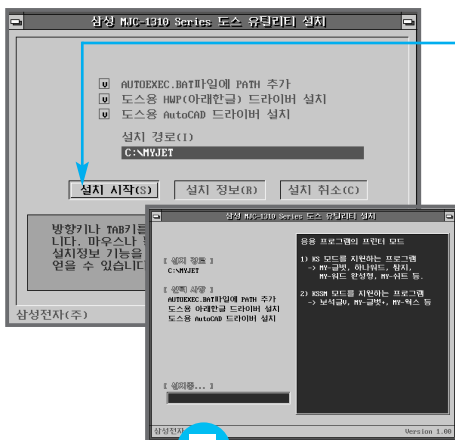 삼성 MJC-1310 Series 도스 유틸리티 설치
AUTOEXEC.BAT파일에 PATH 추가
도스용 HWP(아래한글) 드라이버 설치
도스용 AutoCAD 드라이버 설치
설치 경로(I)
C:\MYJET
설치 시작(S) 설치 정보(R) 설치 취소(C)
방향키나 TAB키를
니다. 마우스나
설치정보 기능을
얻을 수 있습니다
삼성전자(주)
삼성 MJC-1310 Series 도스 유틸리티 설치
[ 설치 경로 ]
C:\MYJET
[ 선택 사항 ]
AUTOEXEC.BAT파일에 PATH 추가
도스용 아래한글 드라이버 설치
도스용 AutoCAD 드라이버 설치
[ 설치중... ]
응용 프로그램의 프린터 모드
1) KS 모드를 지원하는 프로그램
-> MY-글벗, 하나워드, 황지,
MY-워드 완성형, MY-쉬트 등.
2) KSSM 모드를 지원하는 프로그램
-> 보석글V, MY-글벗+, MY-웍스 등
삼성전자
Version 1.00